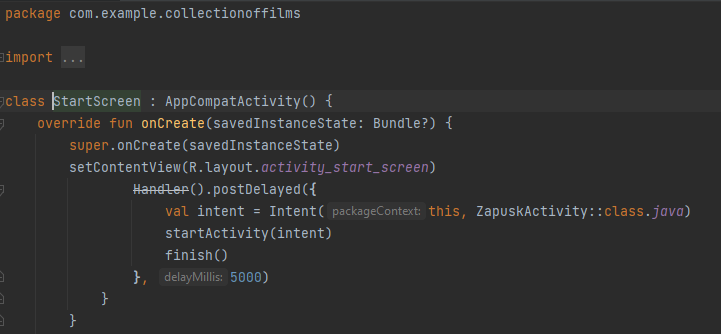 package com.example.collectionoffilms
import ...
class StartScreen : AppCompatActivity() {
override fun onCreate(savedInstanceState: Bundle?) {
super.onCreate(savedInstanceState)
setContentView(R.layout.activity_start_screen)
Handler().postDelayed({
val intent = Intent( packageContext: this, ZapuskActivity::class.java)
startActivity(intent)
finish()
}, delayMillis: 5000)
}
}